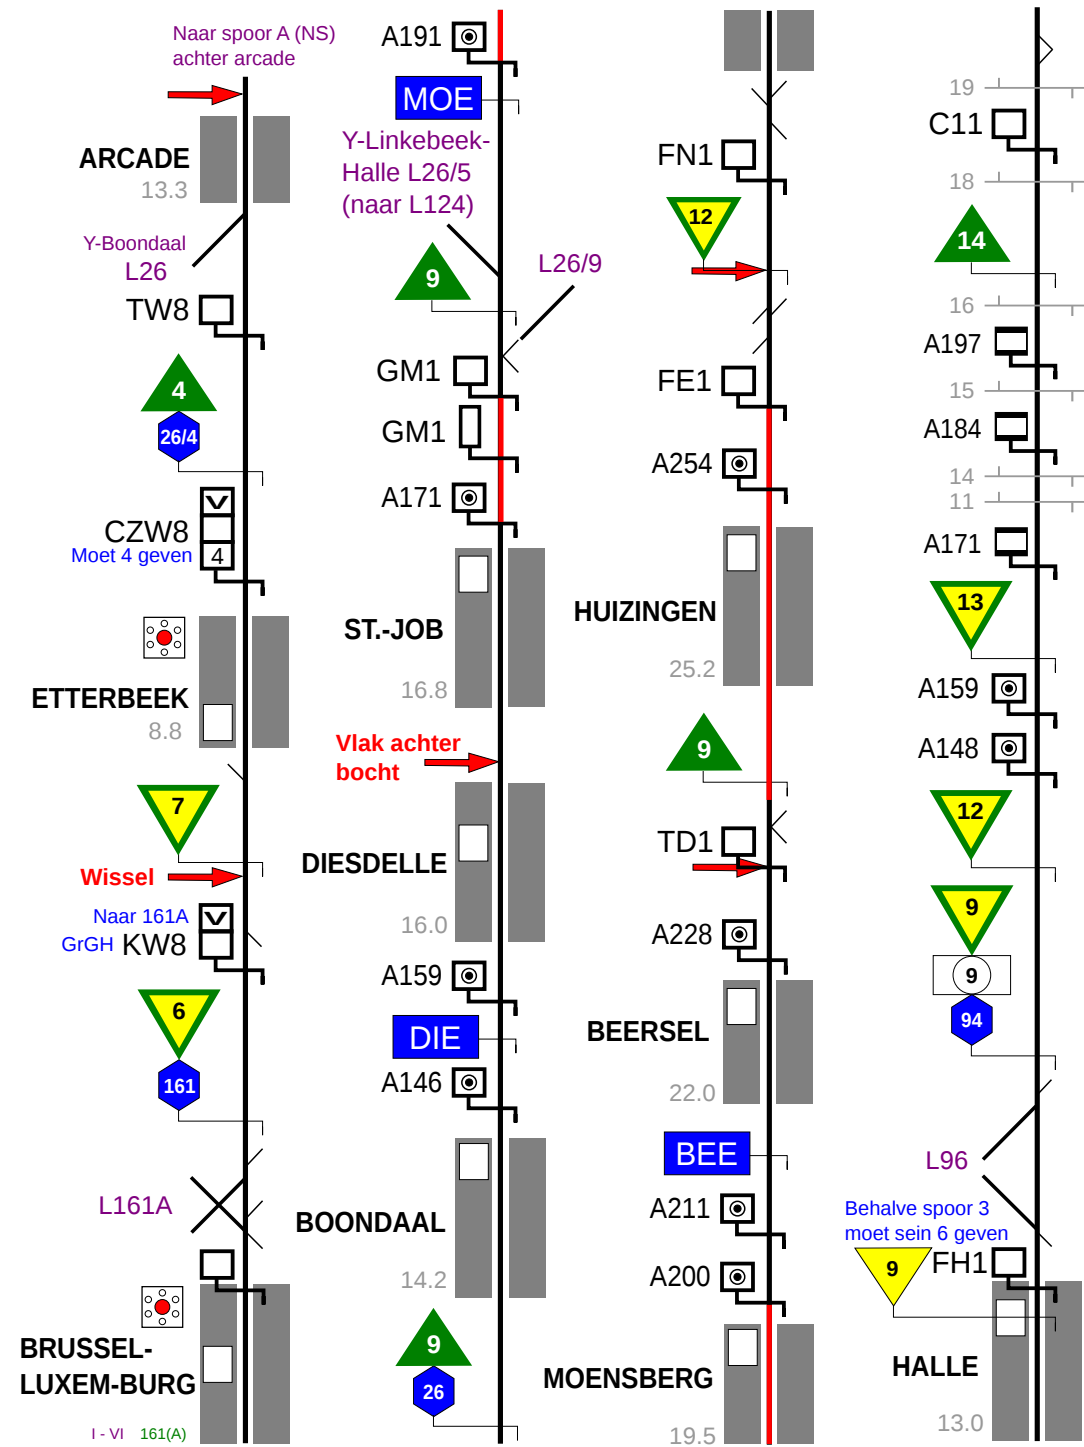 Naar spoor A (NS)
achter arcade
ARCADE
13.3
Y-Boondaal
L26
TW8
4
26/4
V
CZW8
Moet 4 geven
4
ETTERBEEK
8.8
7
Wissel
Naar 161A
V
GrGH KW8
6
161
L161A
BRUSSEL-
LUXEM-BURG
I - VI 161(A)
A191
MOE
Y-Linkebeek-
Halle L26/5
(naar L124)
9
L26/9
GM1
GM1
A171
ST.-JOB
16.8
Vlak achter
bocht
DIESDELLE
16.0
A159
DIE
A146
BOONDAAL
14.2
9
26
FN1
12
FE1
A254
HUIZINGEN
25.2
9
TD1
A228
BEERSEL
22.0
BEE
A211
A200
MOENSBERG
19.5
19
C11
18
14
16
A197
15
A184
14
11
A171
13
A159
A148
12
9
9
94
L96
Behalve spoor 3
moet sein 6 geven
9
FH1
HALLE
13.0